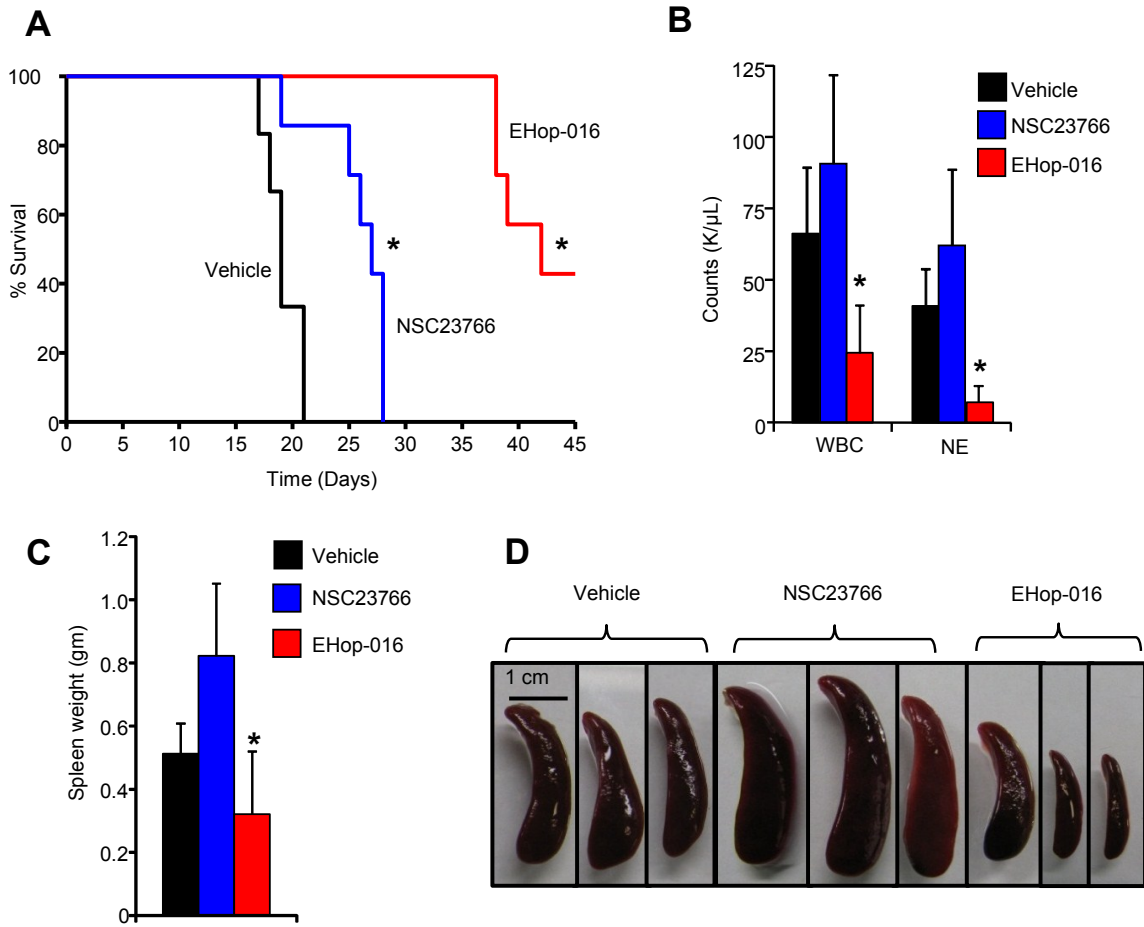 A
100
80
60
40
20
0
% Survival
0 5 10 15 20 25 30 35 40 45
Time (Days)
Vehicle
NSC23766
EHop-016
*
*
B
125
100
75
50
25
0
Counts (K/µL)
Vehicle
NSC23766
EHop-016
*
*
WBC NE
C
1.2
1.0
0.8
0.6
0.4
0.2
0
Spleen weight (gm)
Vehicle
NSC23766
EHop-016
*
D
Vehicle NSC23766 EHop-016
1 cm